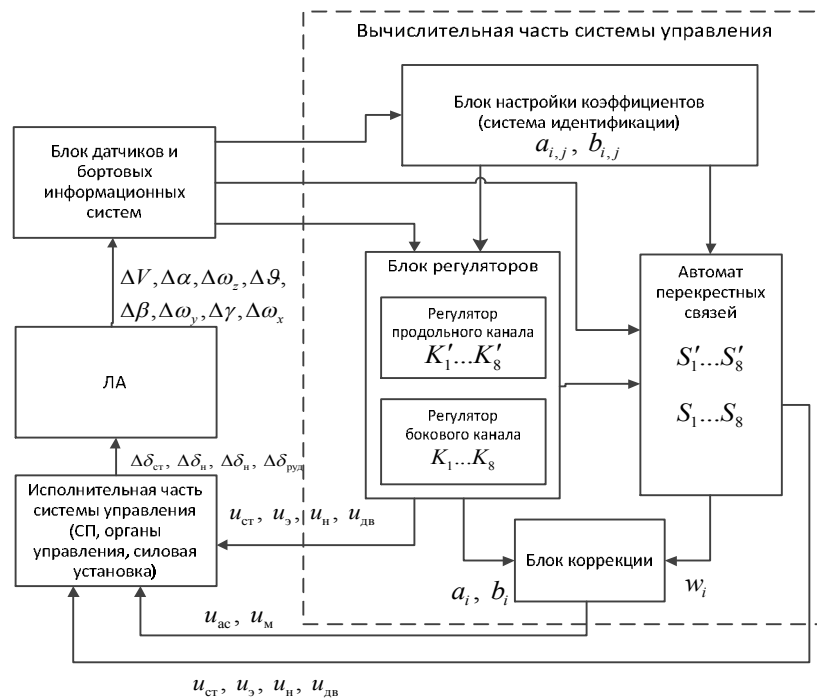 Вычислительная часть системы управления
Блок настройки коэффициентов
(система идентификации)
a_{i,j}, b_{i,j}
Блок датчиков и
бортовых
информационных
систем
ΔV, Δα, Δω_z, Δϑ,
Δβ, Δω_y, Δγ, Δω_x
ЛА
Δδ_ст, Δδ_н, Δδ_н, Δδ_руд
Исполнительная часть
системы управления
(СП, органы
управления, силовая
установка)
Блок регуляторов
Регулятор
продольного канала
K′_1...K′_8
Регулятор
бокового канала
K_1...K_8
Автомат
перекрестных
связей
S′_1...S′_8
S_1...S_8
u_ст, u_э, u_н, u_дв
Блок коррекции
a_i, b_i
w_i
u_ас, u_м
u_ст, u_э, u_н, u_дв